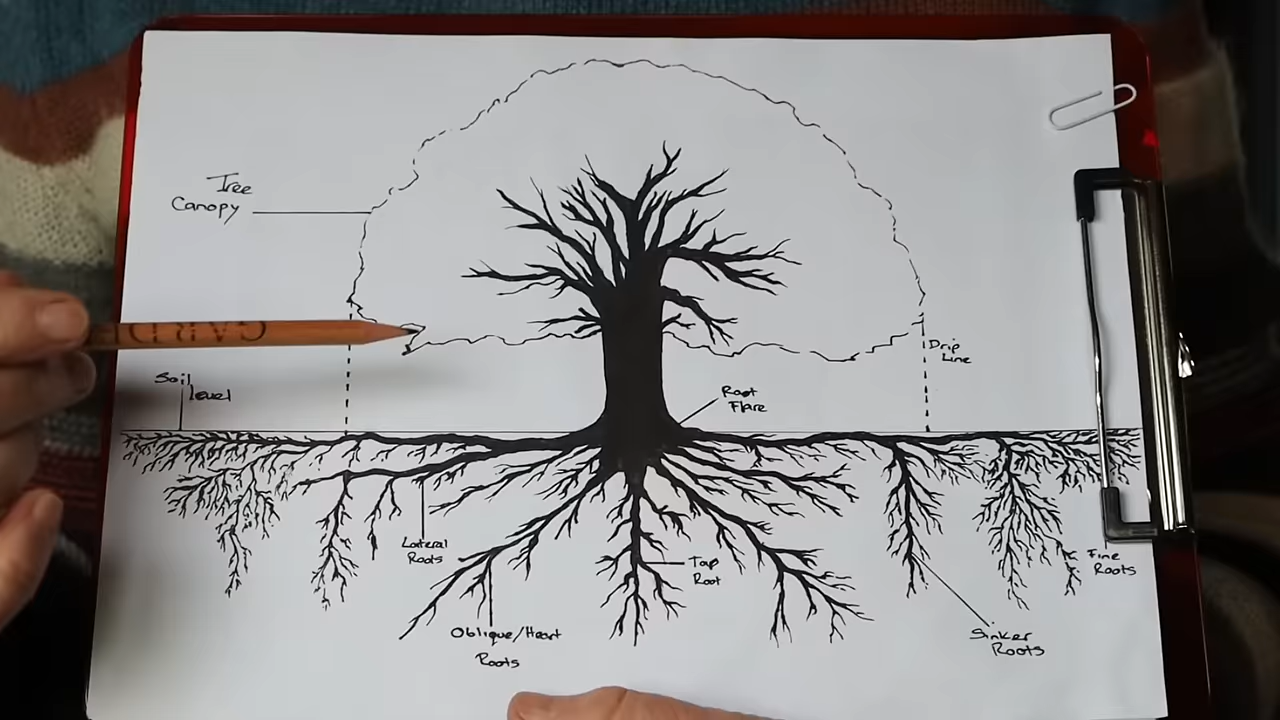 Tree
Canopy
GARDE
Drip
Line
Soil
level
Root
Flare
Lateral
Roots
Tap
Root
Fine
Roots
Oblique/Heart
Roots
Sinker
Roots